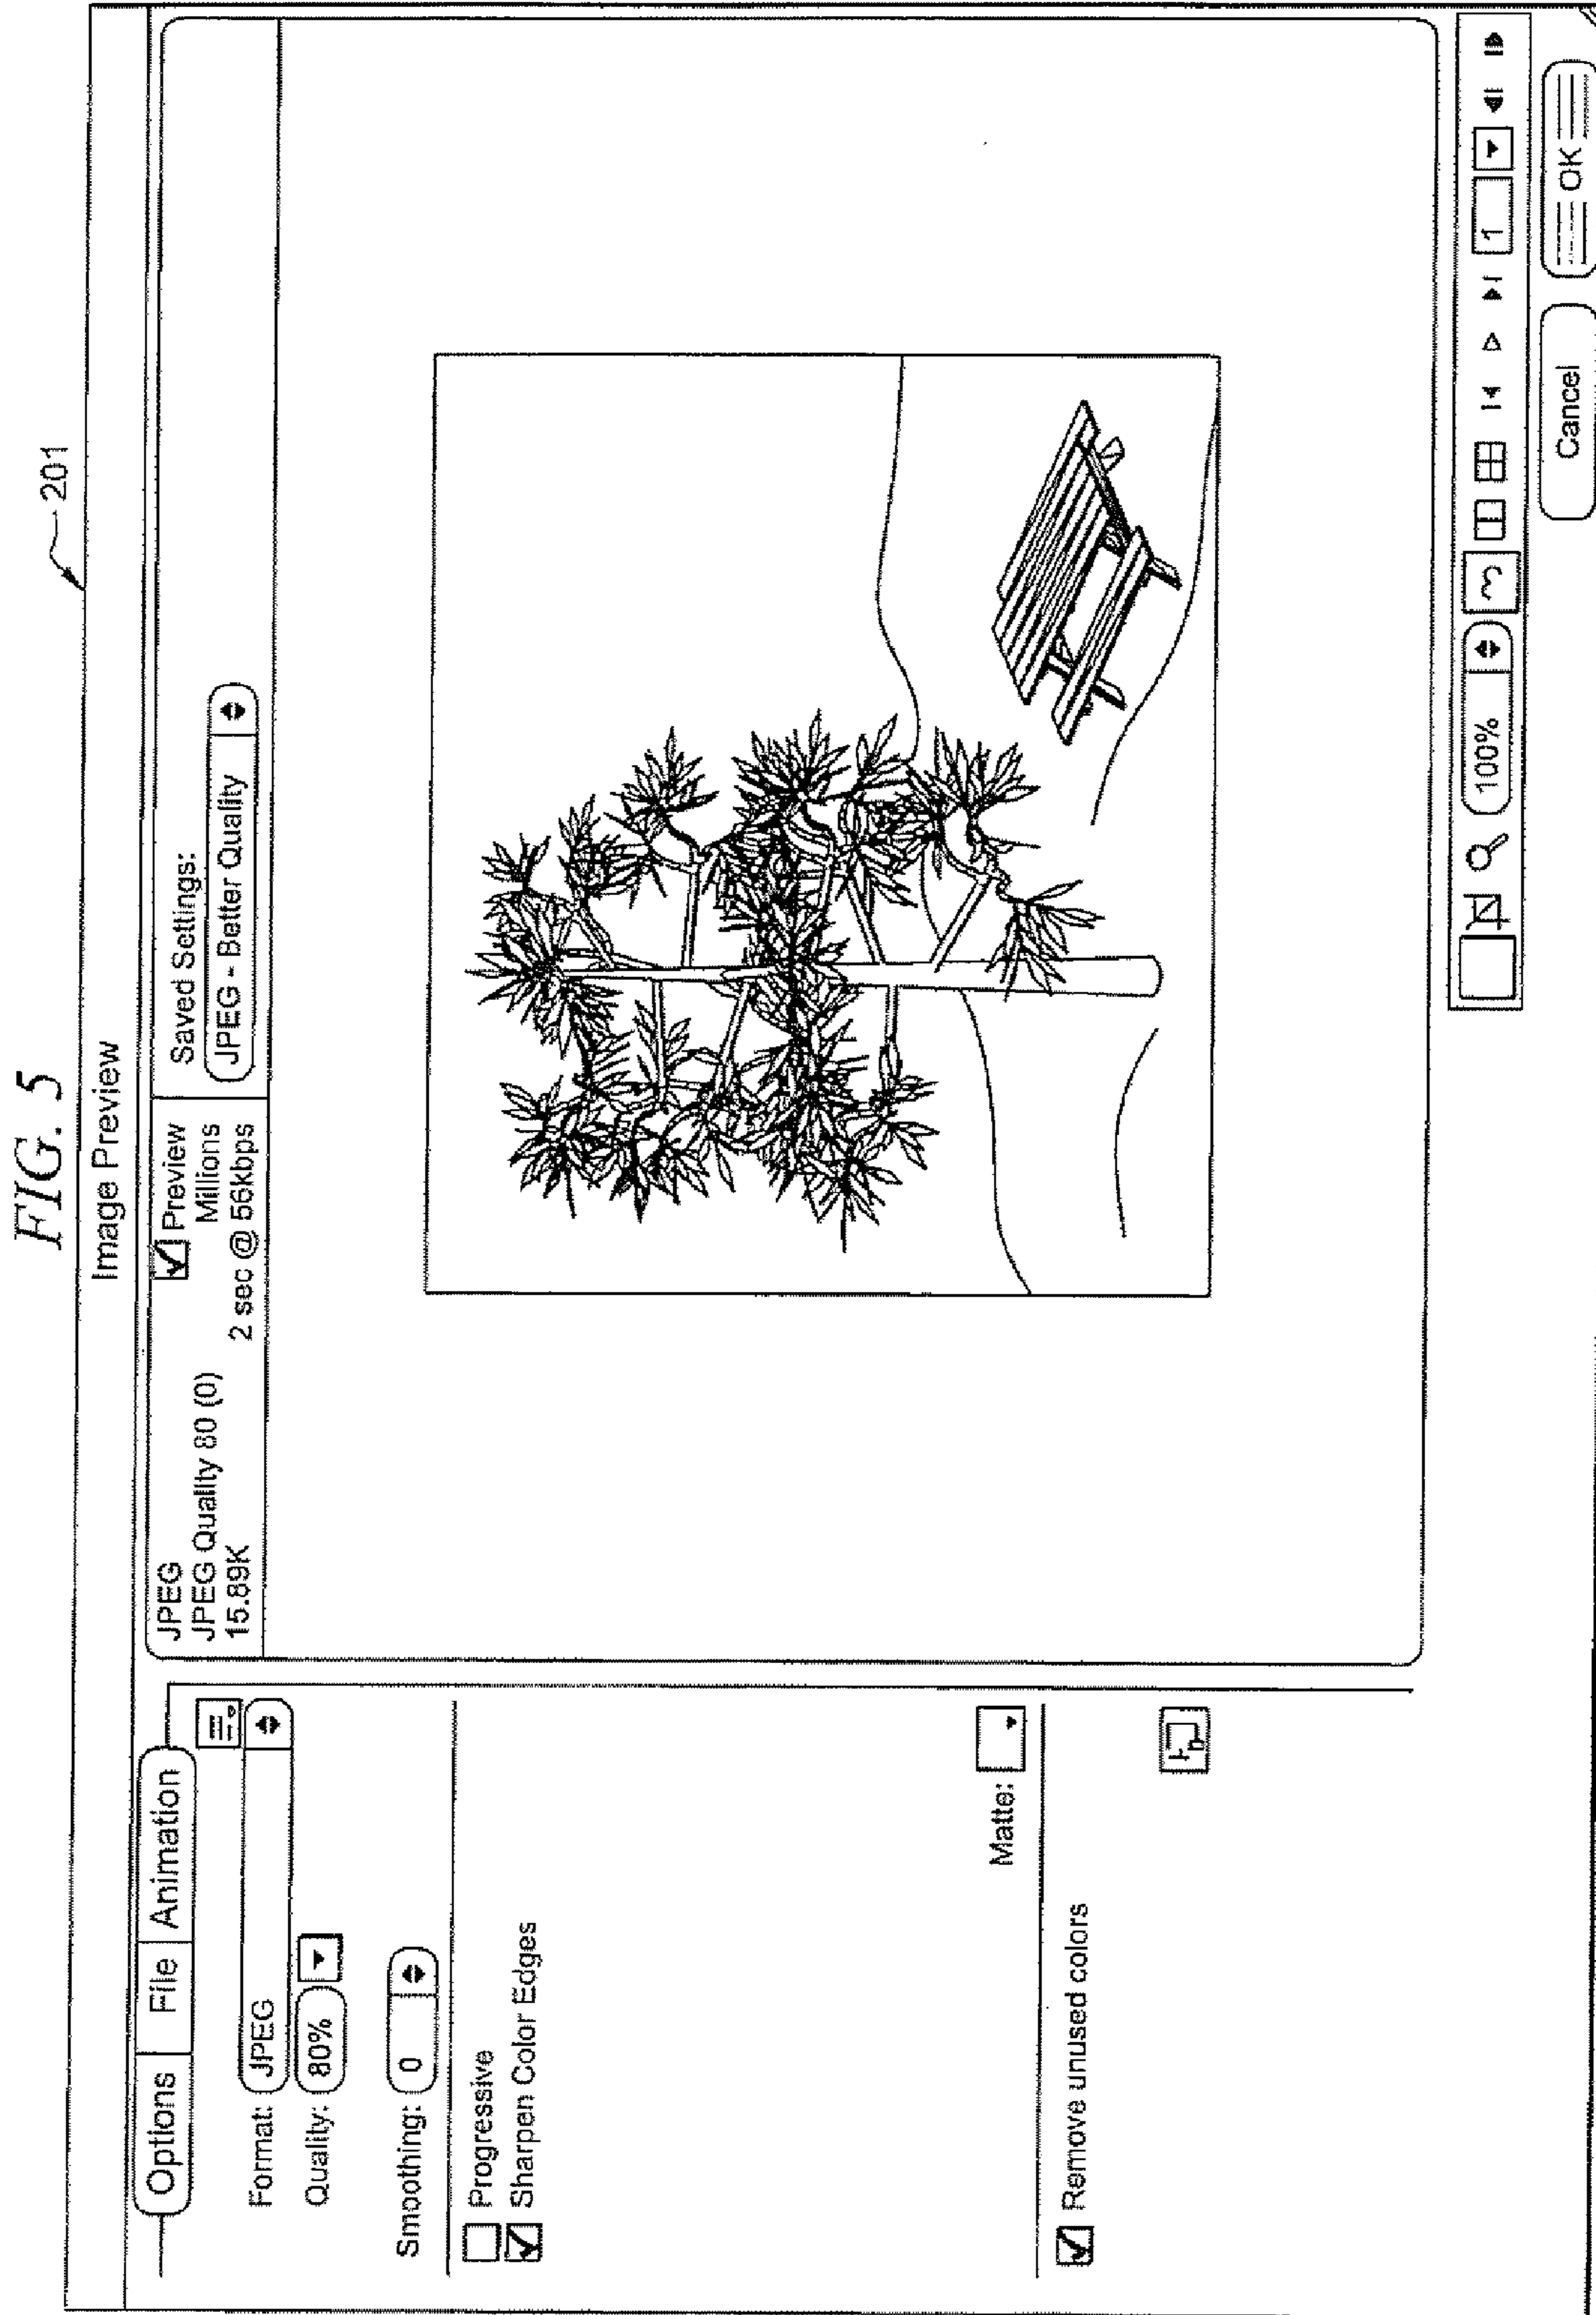 FIG. 5
201
Image Preview
Options File Animation
Format: JPEG
Quality: 80%
Smoothing: 0
Progressive
Sharpen Color Edges
Matte:
Remove unused colors
JPEG
JPEG Quality 80 (0)
15.89K
Preview
Millions
2 sec @ 56kbps
Saved Settings:
JPEG - Better Quality
100%
1
Cancel
OK